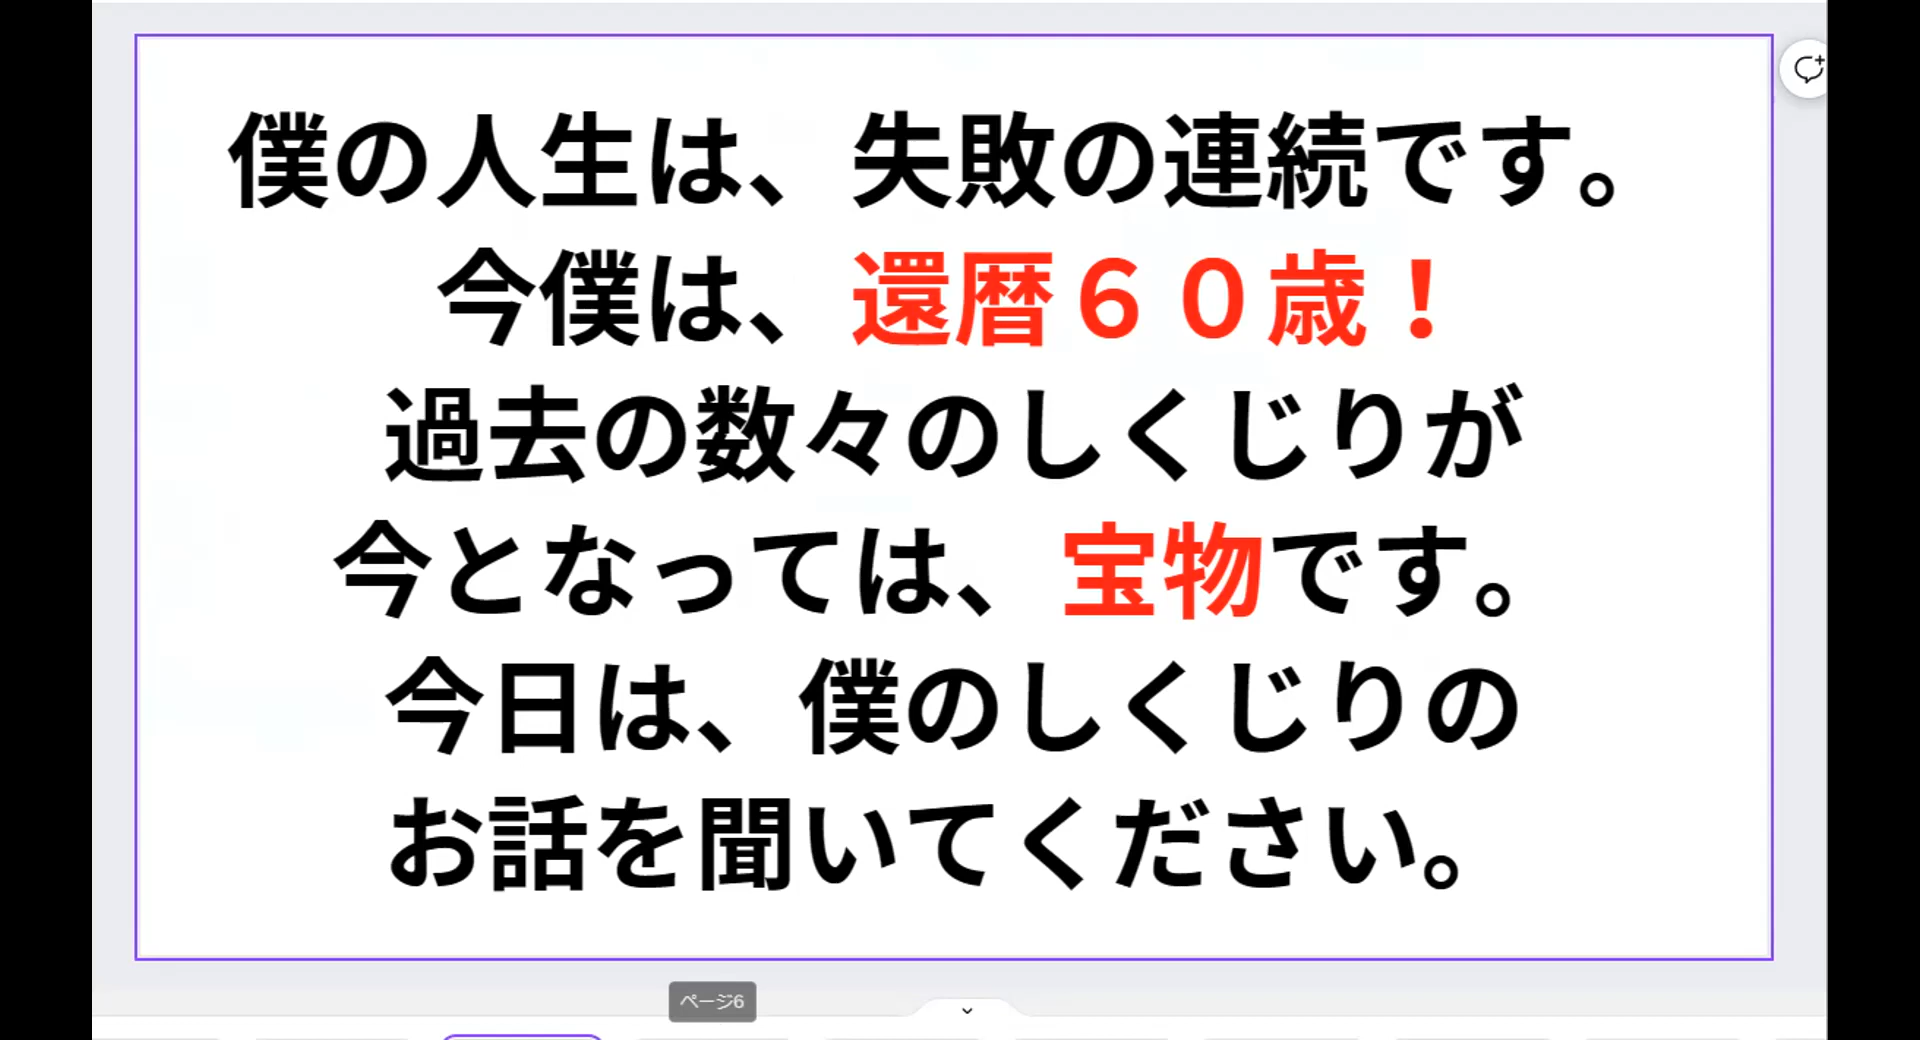 僕の人生は、失敗の連続です。
今僕は、還暦６０歳！
過去の数々のしくじりが
今となっては、宝物です。
今日は、僕のしくじりの
お話を聞いてください。
ページ6